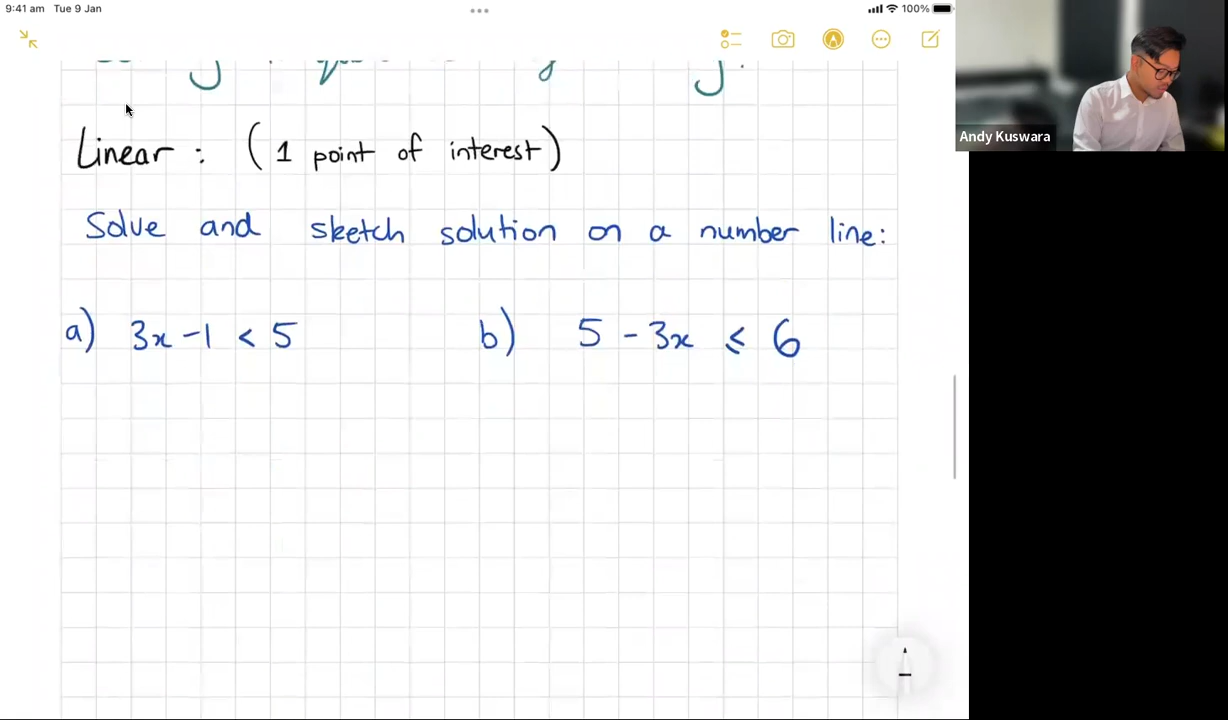 9:41 am Tue 9 Jan
100%
Andy Kuswara
Linear : ( 1 point of interest )
Solve and sketch solution on a number line:
a) 3x - 1 < 5 b) 5 - 3x ⩽ 6